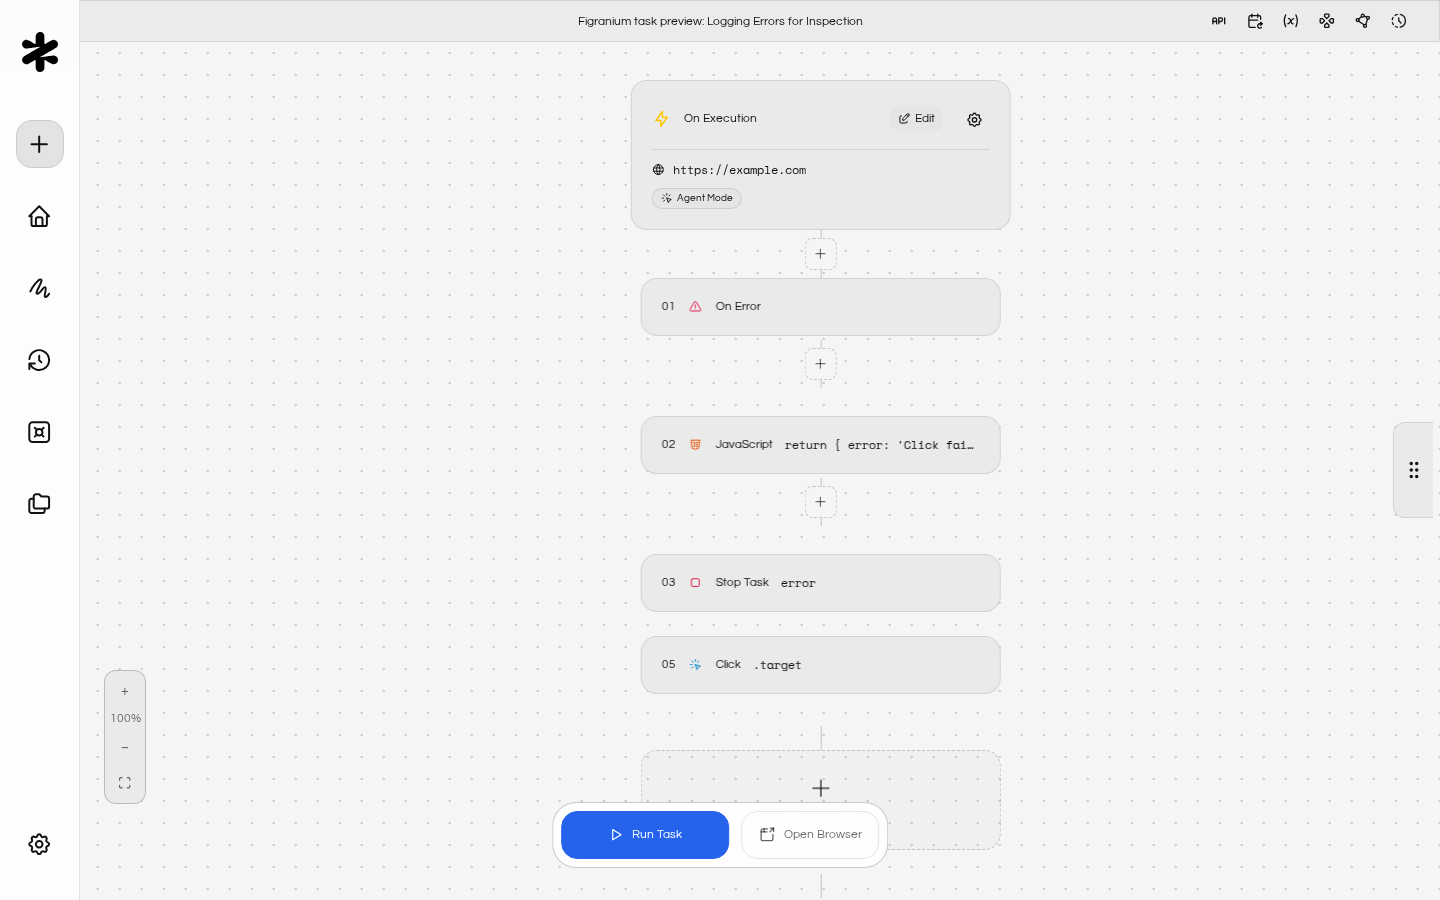 Figranium task preview: Logging Errors for Inspection
API
On Execution
Edit
https://example.com
Agent Mode
01 On Error
02 JavaScript return { error: 'Click fai…
03 Stop Task error
05 Click .target
100%
Run Task
Open Browser